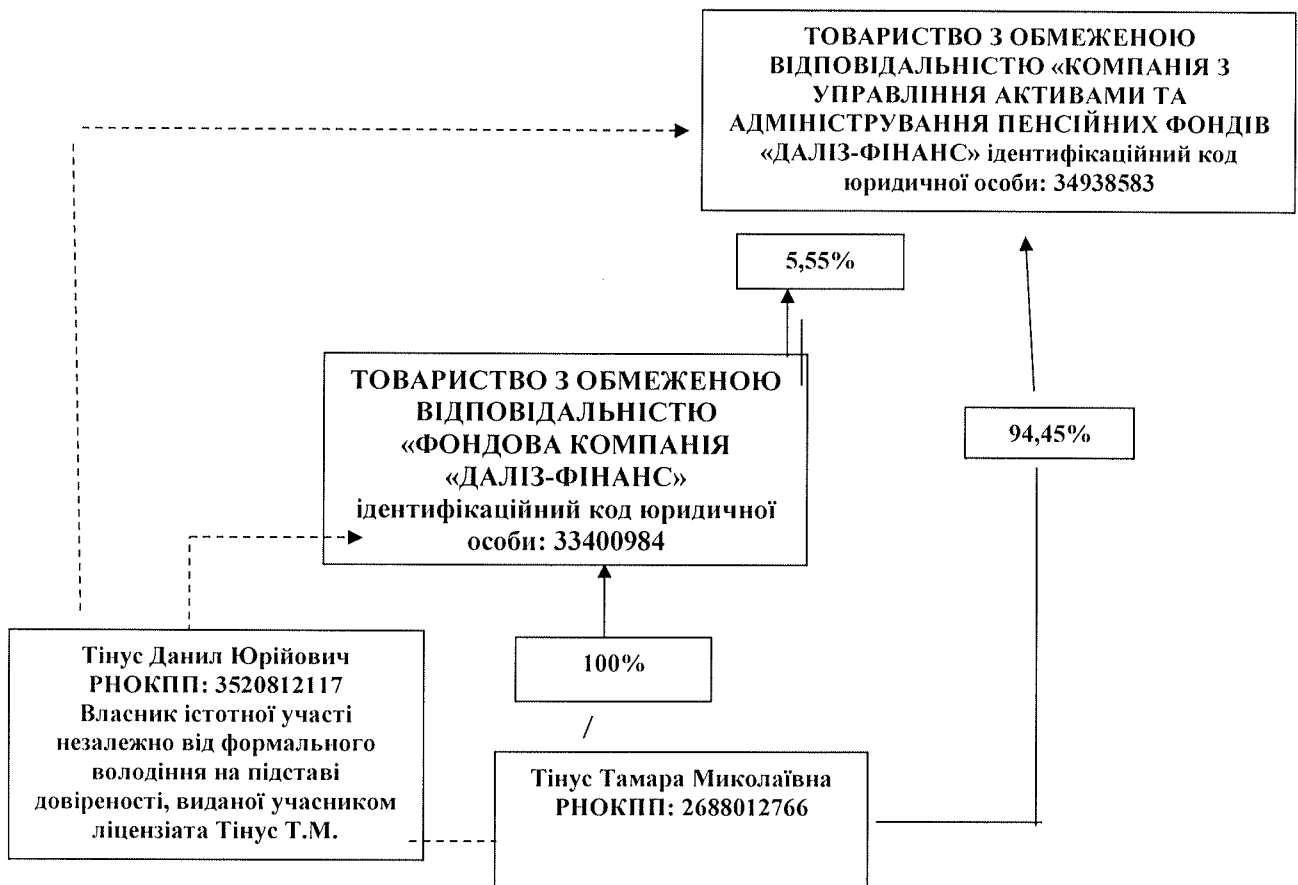 ТОВАРИСТВО З ОБМЕЖЕНОЮ
ВІДПОВІДАЛЬНІСТЮ «КОМПАНІЯ З
УПРАВЛІННЯ АКТИВАМИ ТА
АДМІНІСТРУВАННЯ ПЕНСІЙНИХ ФОНДІВ
«ДАЛІЗ-ФІНАНС» ідентифікаційний код
юридичної особи: 34938583
5,55%
ТОВАРИСТВО З ОБМЕЖЕНОЮ
ВІДПОВІДАЛЬНІСТЮ
«ФОНДОВА КОМПАНІЯ
«ДАЛІЗ-ФІНАНС»
ідентифікаційний код юридичної
особи: 33400984
94,45%
100%
Тінус Данил Юрійович
РНОКПП: 3520812117
Власник істотної участі
незалежно від формального
володіння на підставі
довіреності, виданої учасником
ліцензіата Тінус Т.М.
Тінус Тамара Миколаївна
РНОКПП: 2688012766